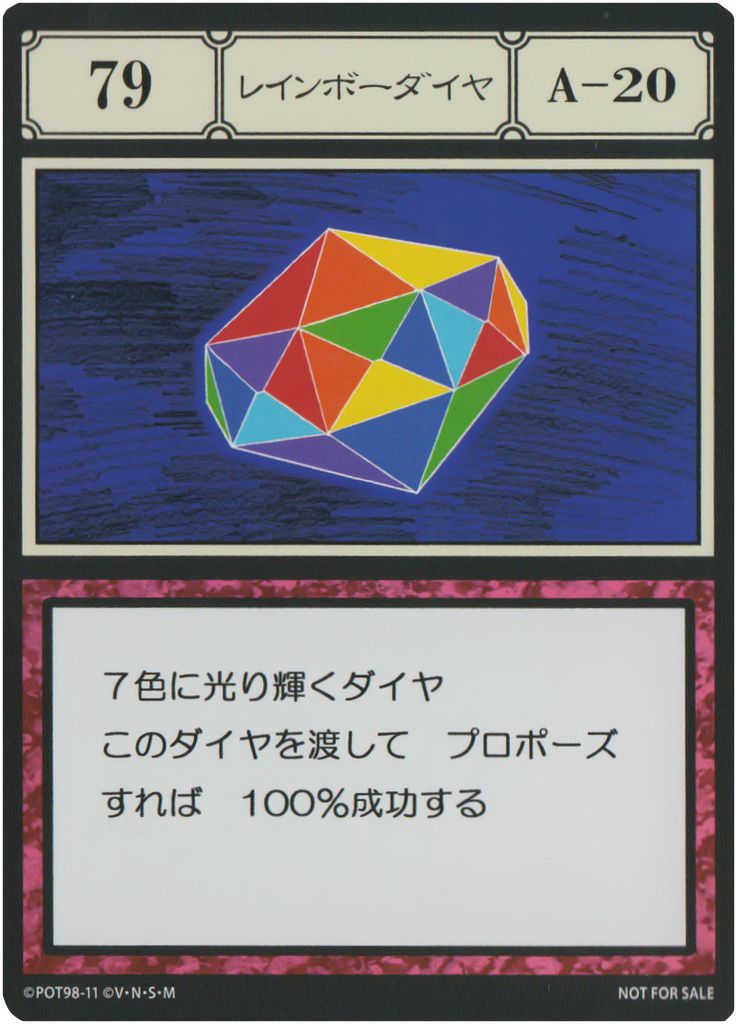 79
レインボーダイヤ
A-20
7色に光り輝くダイヤ
このダイヤを渡して　プロポーズ
すれば　100%成功する
©POT98-11 ©V・N・S・M
NOT FOR SALE